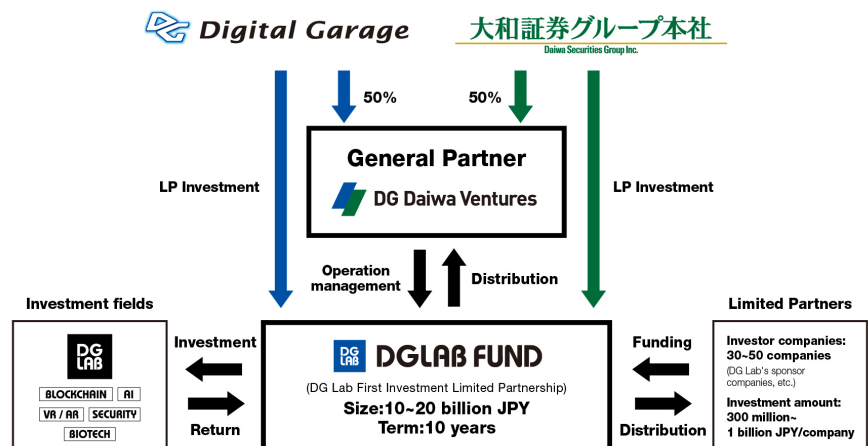 Digital Garage
大和証券グループ本社
Daiwa Securities Group Inc.
50%
50%
General Partner
DG Daiwa Ventures
LP Investment
LP Investment
Operation
management
Distribution
Investment fields
DG
LAB
BLOCKCHAIN
AI
VR / AR
SECURITY
BIOTECH
Investment
Return
DG
LAB
DGLAB FUND
(DG Lab First Investment Limited Partnership)
Size:10~20 billion JPY
Term:10 years
Funding
Distribution
Limited Partners
Investor companies:
30~50 companies
(DG Lab's sponsor
companies, etc.)
Investment amount:
300 million~
1 billion JPY/company